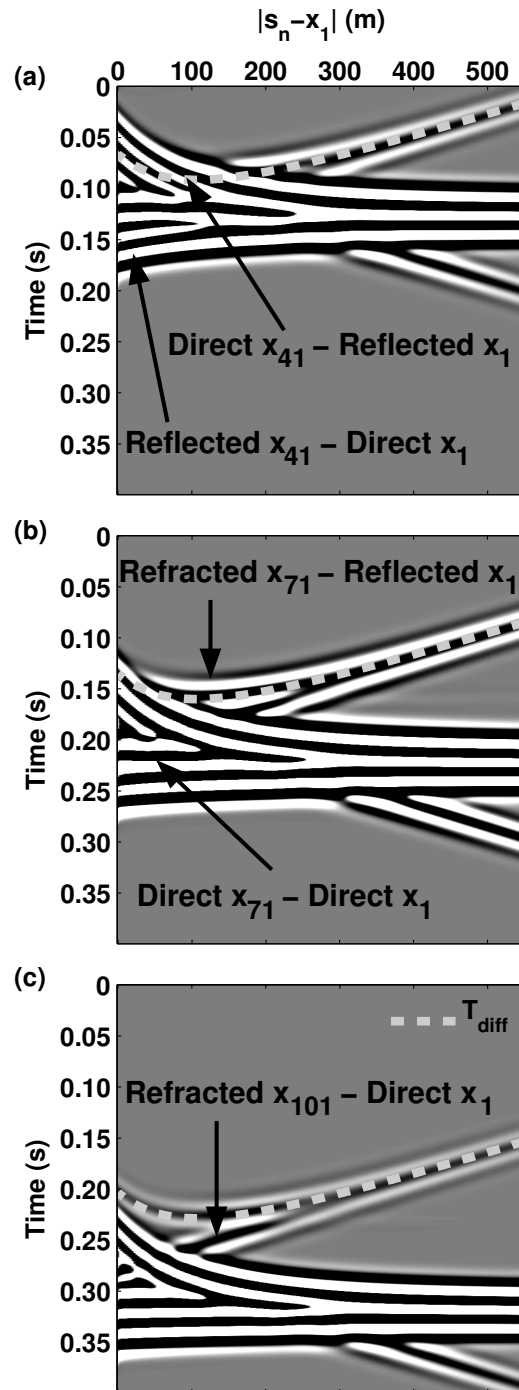 |s_n–x_1| (m)
0 100 200 300 400 500
(a)
0
0.05
0.10
0.15
0.20
0.25
0.30
0.35
Time (s)
Direct x_41 – Reflected x_1
Reflected x_41 – Direct x_1
(b)
0
0.05
0.10
0.15
0.20
0.25
0.30
0.35
Time (s)
Refracted x_71 – Reflected x_1
Direct x_71 – Direct x_1
(c)
0
0.05
0.10
0.15
0.20
0.25
0.30
0.35
Time (s)
T_diff
Refracted x_101 – Direct x_1